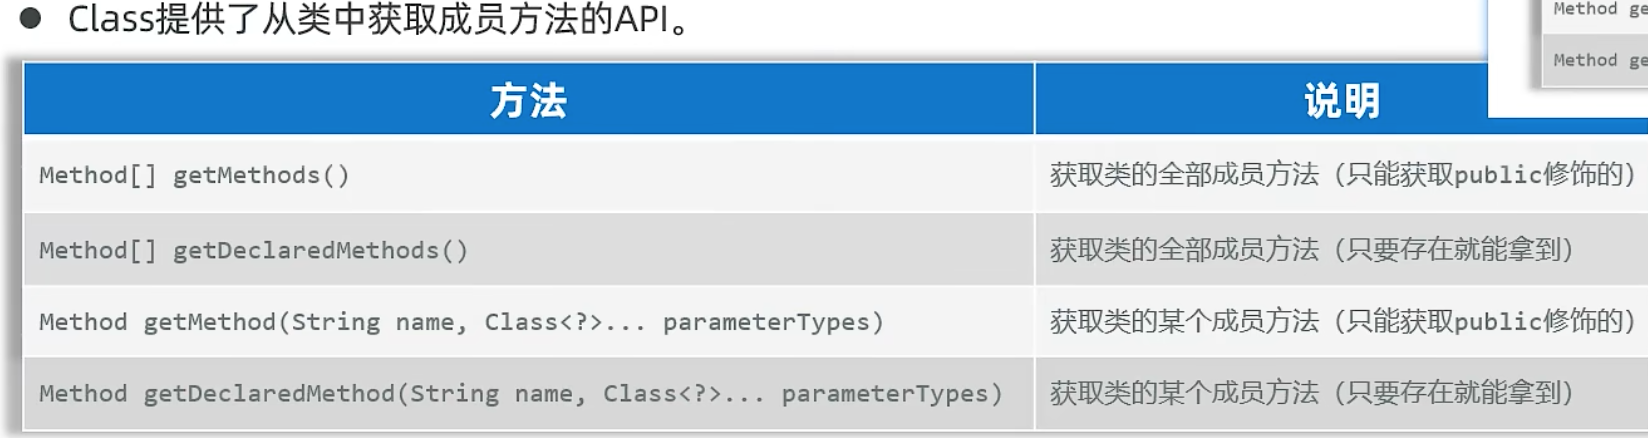 ● Class提供了从类中获取成员方法的API。
Method ge
Method ge
方法 说明
Method[] getMethods() 获取类的全部成员方法（只能获取public修饰的）
Method[] getDeclaredMethods() 获取类的全部成员方法（只要存在就能拿到）
Method getMethod(String name, Class<?>... parameterTypes) 获取类的某个成员方法（只能获取public修饰的）
Method getDeclaredMethod(String name, Class<?>... parameterTypes) 获取类的某个成员方法（只要存在就能拿到）